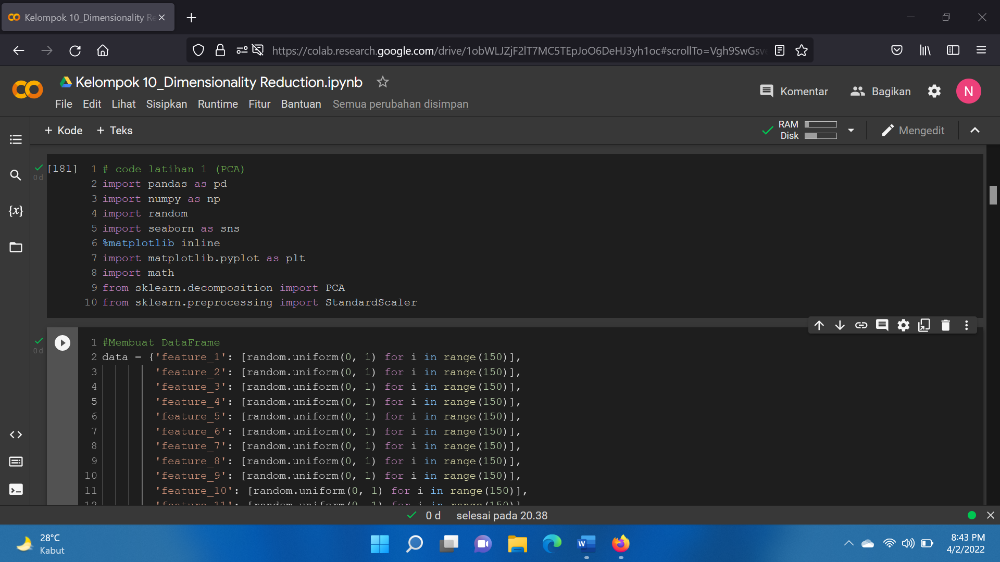 Kelompok 10_Dimensionality Re
https://colab.research.google.com/drive/1obWLJZjF2lT7MC5TEpJoO6DeHJ3yh1oc#scrollTo=Vgh9SwGsv
Kelompok 10_Dimensionality Reduction.ipynb
Komentar
Bagikan
N
File Edit Lihat Sisipkan Runtime Fitur Bantuan Semua perubahan disimpan
+ Kode + Teks
RAM
Disk
Mengedit
{x}
[181]
0 d
1 # code latihan 1 (PCA)
2 import pandas as pd
3 import numpy as np
4 import random
5 import seaborn as sns
6 %matplotlib inline
7 import matplotlib.pyplot as plt
8 import math
9 from sklearn.decomposition import PCA
10 from sklearn.preprocessing import StandardScaler
0 d
1 #Membuat DataFrame
2 data = {'feature_1': [random.uniform(0, 1) for i in range(150)],
3 'feature_2': [random.uniform(0, 1) for i in range(150)],
4 'feature_3': [random.uniform(0, 1) for i in range(150)],
5 'feature_4': [random.uniform(0, 1) for i in range(150)],
6 'feature_5': [random.uniform(0, 1) for i in range(150)],
7 'feature_6': [random.uniform(0, 1) for i in range(150)],
8 'feature_7': [random.uniform(0, 1) for i in range(150)],
9 'feature_8': [random.uniform(0, 1) for i in range(150)],
10 'feature_9': [random.uniform(0, 1) for i in range(150)],
11 'feature_10': [random.uniform(0, 1) for i in range(150)],
12 'feature_11': [random.uniform(0, 1) for i in range(150)]
0 d selesai pada 20.38
28°C
Kabut
W
8:43 PM
4/2/2022